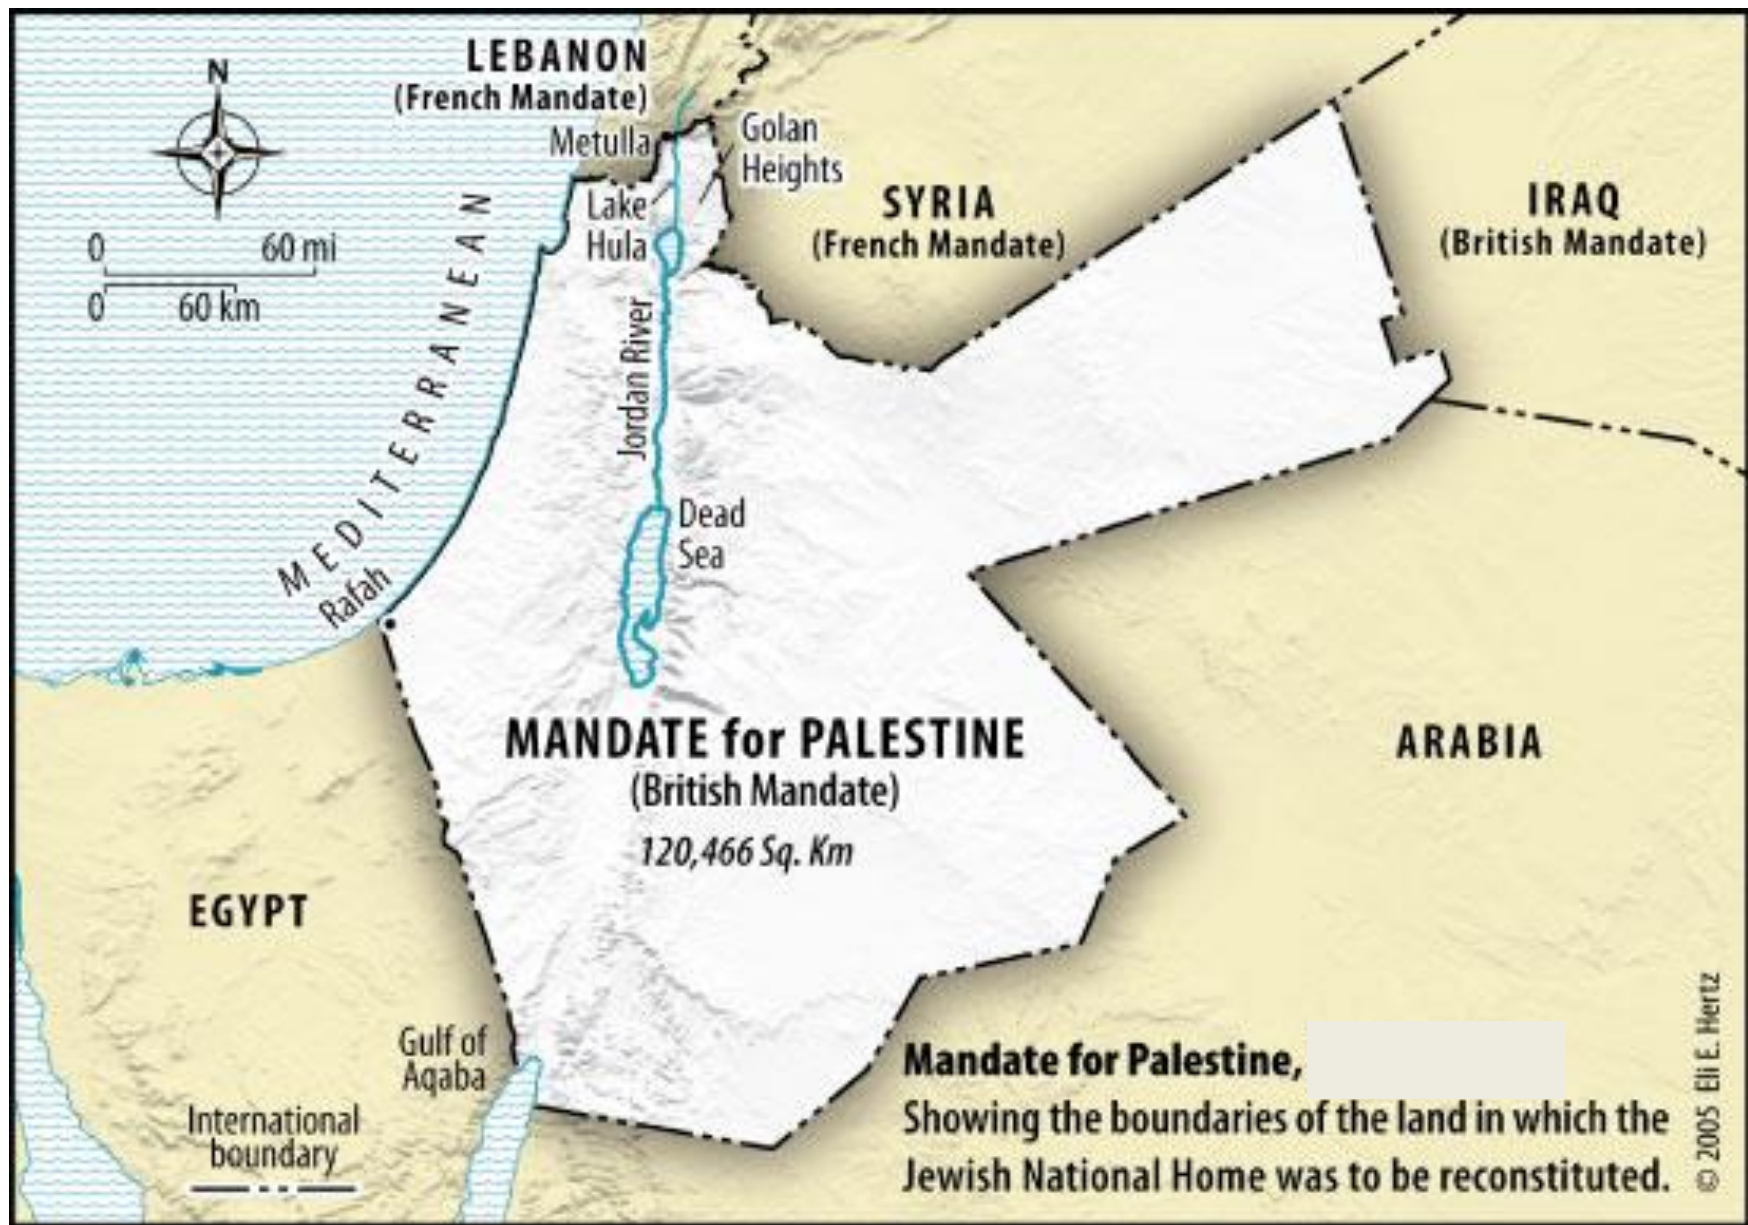 LEBANON
(French Mandate)
N
Metulla
Golan
Heights
Lake
Hula
SYRIA
(French Mandate)
IRAQ
(British Mandate)
0 60 mi
0 60 km
MEDITERRANEAN
Jordan River
Dead
Sea
Rafah
MANDATE for PALESTINE
(British Mandate)
120,466 Sq. Km
ARABIA
EGYPT
Gulf of
Aqaba
International
boundary
Mandate for Palestine,
Showing the boundaries of the land in which the
Jewish National Home was to be reconstituted.
© 2005 Eli E. Hertz